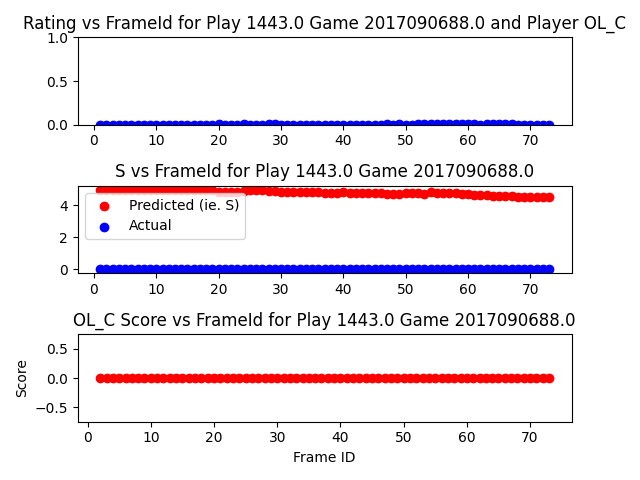 Rating vs FrameId for Play 1443.0 Game 2017090688.0 and Player OL_C
1.0
0.5
0.0
0 10 20 30 40 50 60 70
S vs FrameId for Play 1443.0 Game 2017090688.0
4
2
0
Predicted (ie. S)
Actual
0 10 20 30 40 50 60 70
OL_C Score vs FrameId for Play 1443.0 Game 2017090688.0
Score
0.5
0.0
−0.5
0 10 20 30 40 50 60 70
Frame ID